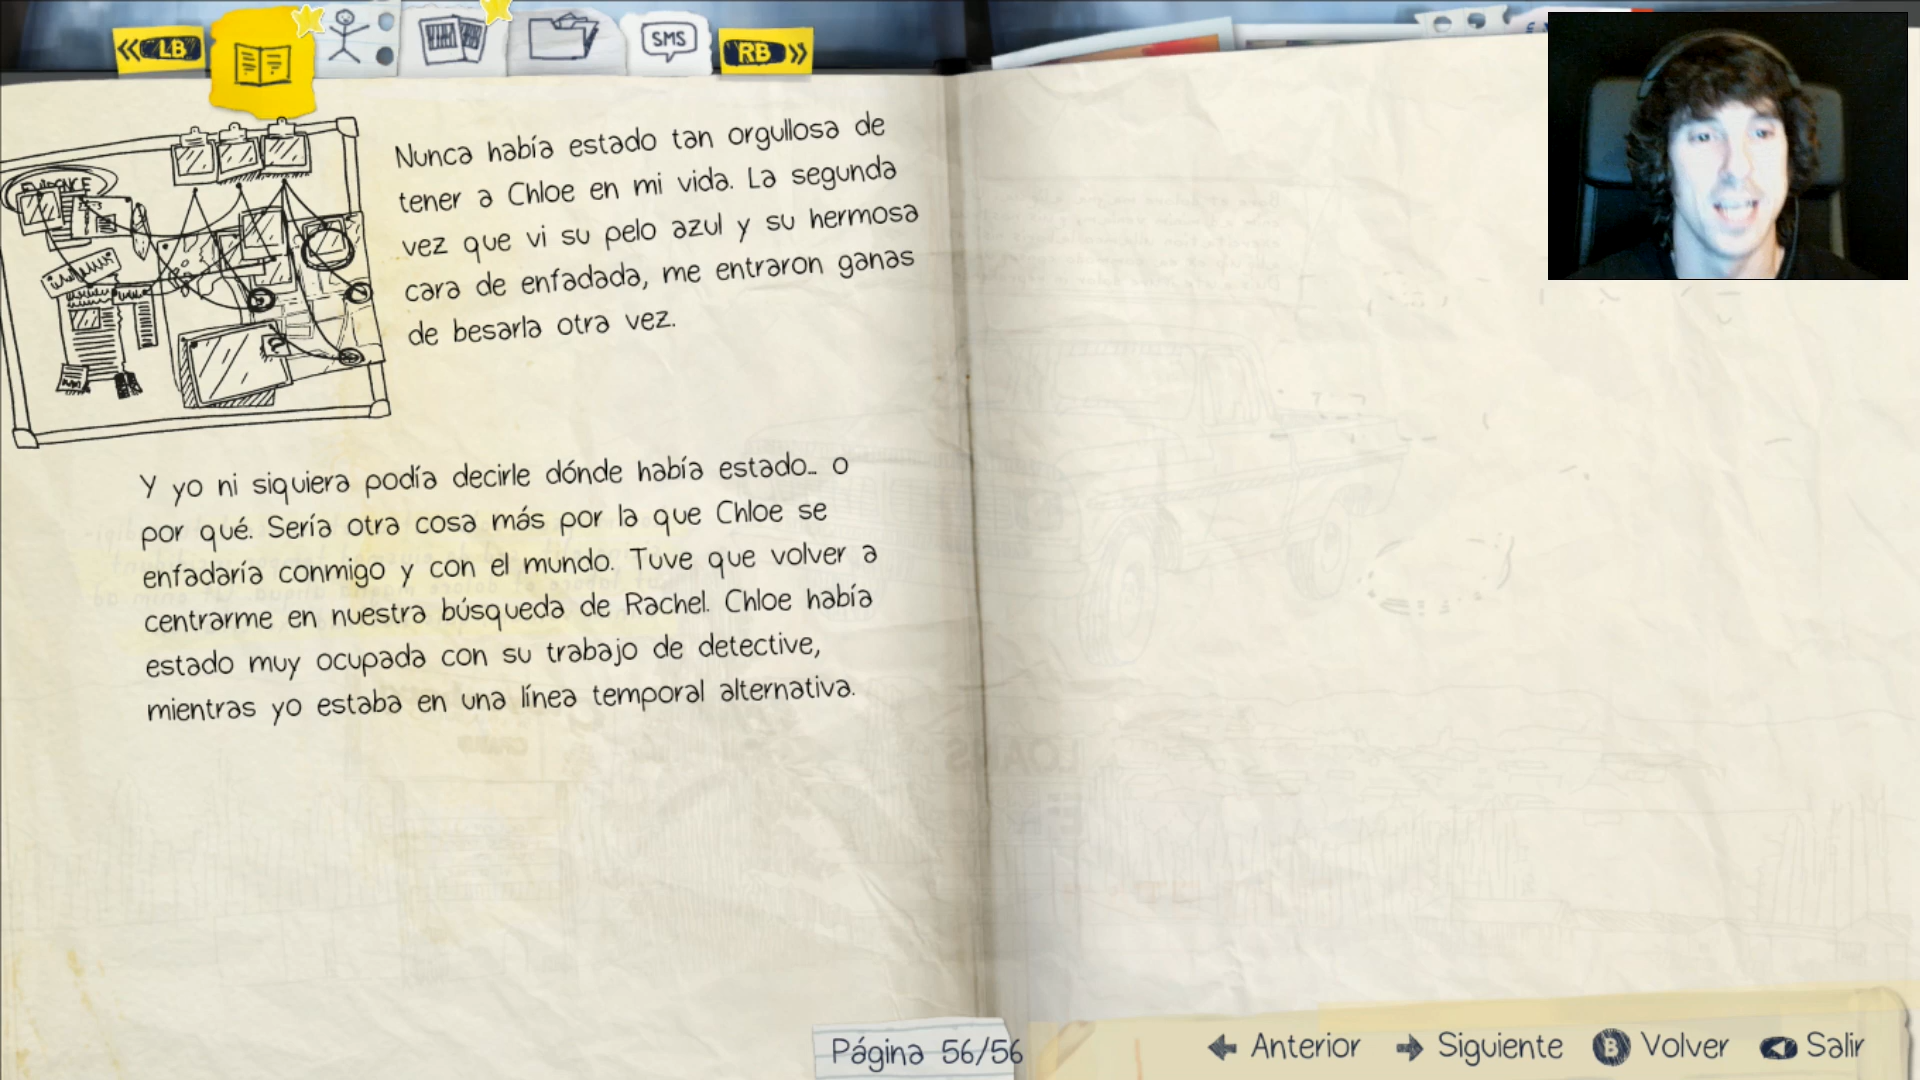 LB
SMS
RB
EVIDENCE
Nunca había estado tan orgullosa de
tener a Chloe en mi vida. La segunda
vez que vi su pelo azul y su hermosa
cara de enfadada, me entraron ganas
de besarla otra vez.
Y yo ni siquiera podía decirle dónde había estado... o
por qué. Sería otra cosa más por la que Chloe se
enfadaría conmigo y con el mundo. Tuve que volver a
centrarme en nuestra búsqueda de Rachel. Chloe había
estado muy ocupada con su trabajo de detective,
mientras yo estaba en una línea temporal alternativa.
Página 56/56
Anterior
Siguiente
B Volver
Salir